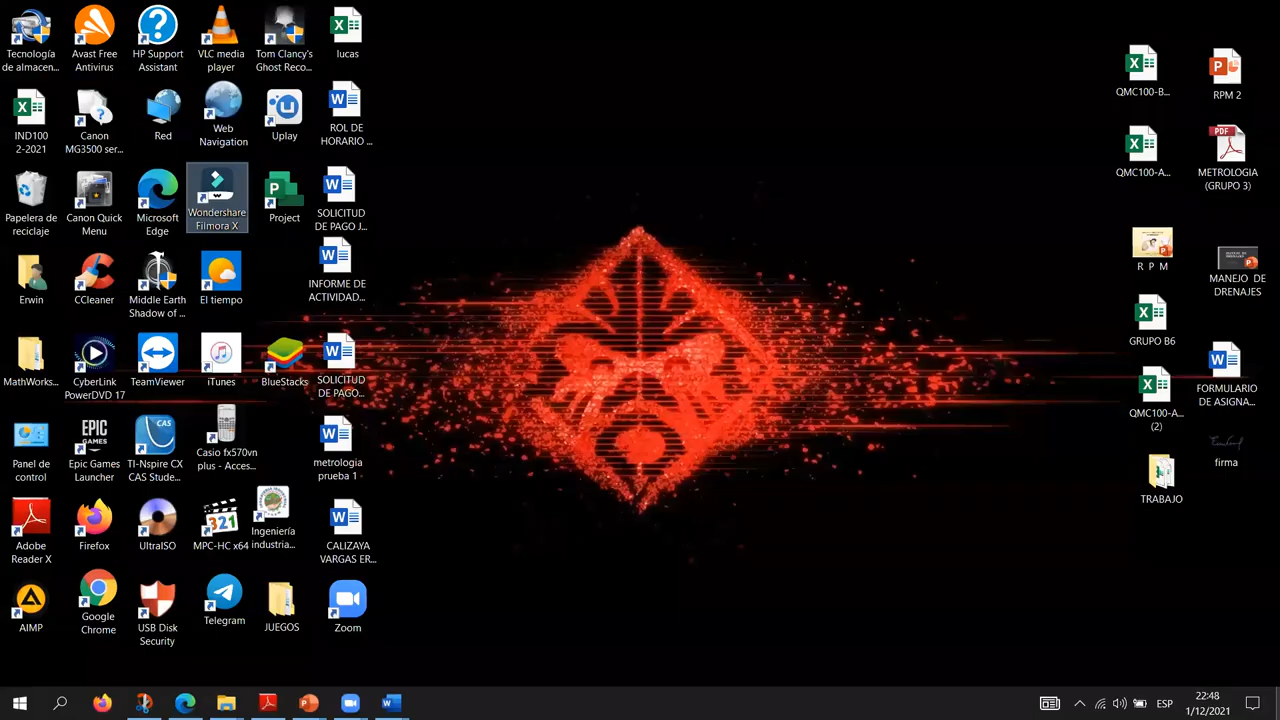 Tecnología
de almacen...
Avast Free
Antivirus
HP Support
Assistant
VLC media
player
Tom Clancy's
Ghost Reco...
lucas
IND100
2-2021
Canon
MG3500 ser...
Red
Web
Navigation
Uplay
ROL DE
HORARIO ...
Papelera de
reciclaje
Canon Quick
Menu
Microsoft
Edge
Wondershare
Filmora X
Project
SOLICITUD
DE PAGO J...
Erwin
CCleaner
Middle Earth
Shadow of ...
El tiempo
INFORME DE
ACTIVIDAD...
MathWorks...
CyberLink
PowerDVD 17
TeamViewer
iTunes
BlueStacks
SOLICITUD
DE PAGO...
Panel de
control
Epic Games
Launcher
TI-Nspire CX
CAS Stude...
Casio fx570vn
plus - Acces...
metrologia
prueba 1
Adobe
Reader X
Firefox
UltraISO
MPC-HC x64
Ingeniería
industria...
CALIZAYA
VARGAS ER...
AIMP
Google
Chrome
USB Disk
Security
Telegram
JUEGOS
Zoom
QMC100-B...
RPM 2
QMC100-A...
METROLOGIA
(GRUPO 3)
R P M
MANEJO DE
DRENAJES
GRUPO B6
QMC100-A...
(2)
FORMULARIO
DE ASIGNA...
firma
TRABAJO
EPIC
GAMES
CAS
321
PDF
ESP
22:48
1/12/2021